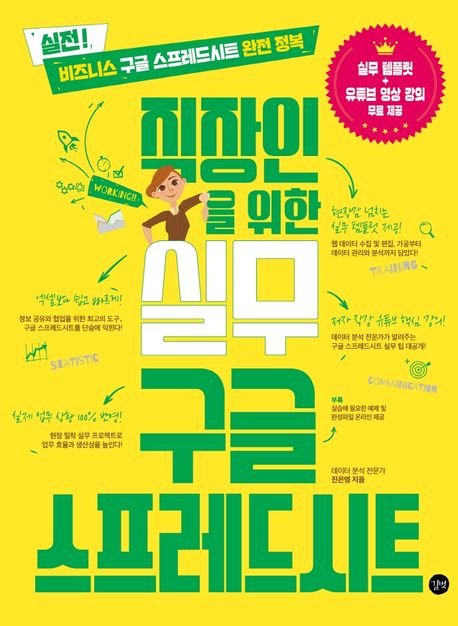 실전!
비즈니스 구글 스프레드시트 완전 정복
실무 템플릿
+
유튜브 영상 강의
무료 제공
직장인
을 위한
실무
구글
스프레드시트
WORKING!!
현장감 넘치는
실무 템플릿 제공!
웹 데이터 수집 및 편집, 가공부터
데이터 관리와 분석까지 담았다!
TRAINING
엑셀보다 쉽고 빠르게!
정보 공유와 협업을 위한 최고의 도구,
구글 스프레드시트를 단숨에 익힌다!
STATISTIC
저자 직강 유튜브 핵심 강의!
데이터 분석 전문가가 알려주는
구글 스프레드시트 실무 팁 대공개!
COMMUNICATION
실제 업무 상황 100% 반영!
현장 밀착 실무 프로젝트로
업무 효율과 생산성을 높인다!
부록
실습에 필요한 예제 및
완성파일 온라인 제공
데이터 분석 전문가
진은영 지음
길벗